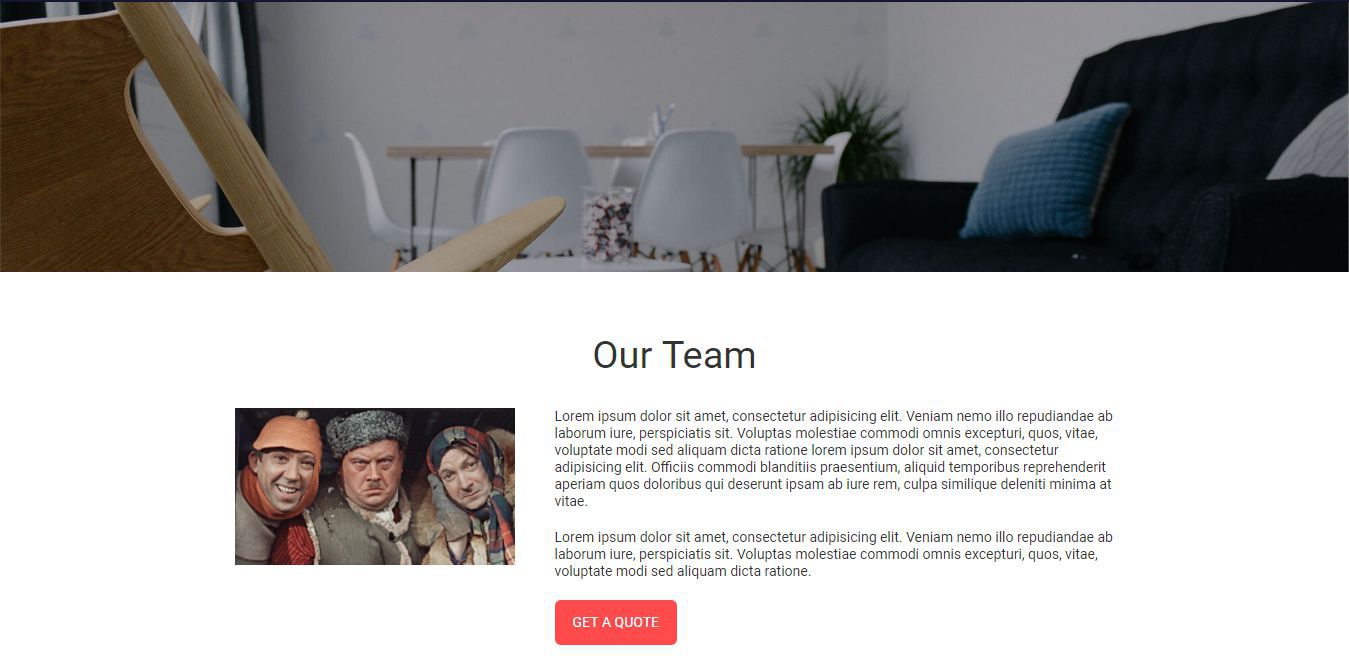 Our Team
Lorem ipsum dolor sit amet, consectetur adipisicing elit. Veniam nemo illo repudiandae ab
laborum iure, perspiciatis sit. Voluptas molestiae commodi omnis excepturi, quos, vitae,
voluptate modi sed aliquam dicta ratione lorem ipsum dolor sit amet, consectetur
adipisicing elit. Officiis commodi blanditiis praesentium, aliquid temporibus reprehenderit
aperiam quos doloribus qui deserunt ipsam ab iure rem, culpa similique deleniti minima at
vitae.
Lorem ipsum dolor sit amet, consectetur adipisicing elit. Veniam nemo illo repudiandae ab
laborum iure, perspiciatis sit. Voluptas molestiae commodi omnis excepturi, quos, vitae,
voluptate modi sed aliquam dicta ratione.
GET A QUOTE